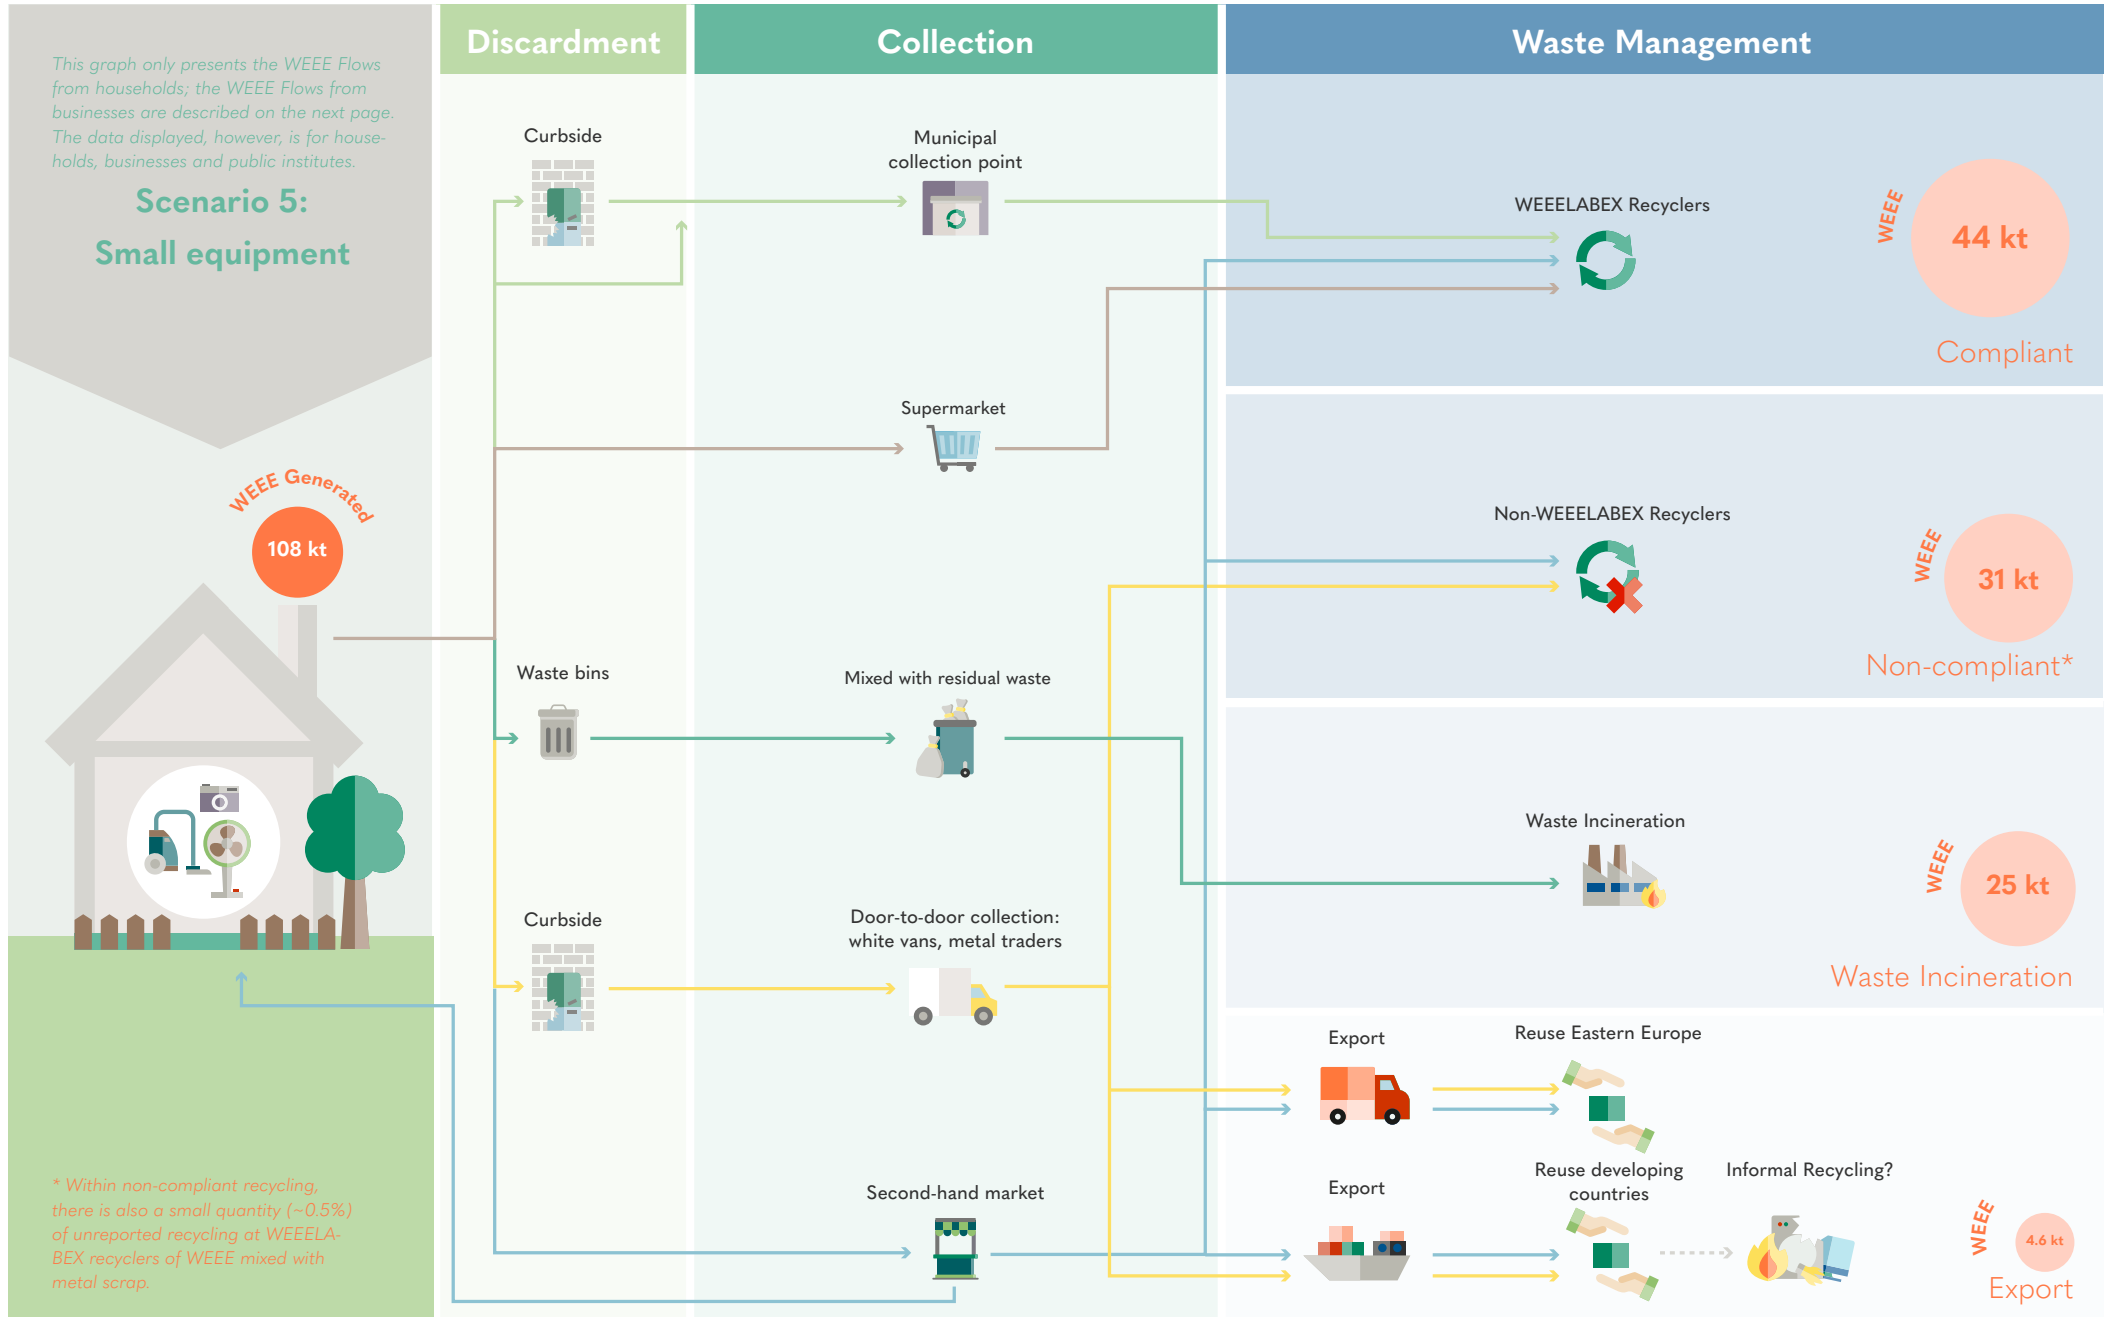 This graph only presents the WEEE Flows
from households; the WEEE Flows from
businesses are described on the next page.
The data displayed, however, is for house-
holds, businesses and public institutes.
Scenario 5:
Small equipment
WEEE Generated
108 kt
* Within non-compliant recycling,
there is also a small quantity (~0.5%)
of unreported recycling at WEEELA-
BEX recyclers of WEEE mixed with
metal scrap.
Discardment
Curbside
Waste bins
Curbside
Collection
Municipal
collection point
Supermarket
Mixed with residual waste
Door-to-door collection:
white vans, metal traders
Second-hand market
Waste Management
WEEELABEX Recyclers
WEEE
44 kt
Compliant
Non-WEEELABEX Recyclers
WEEE
31 kt
Non-compliant*
Waste Incineration
WEEE
25 kt
Waste Incineration
Export
Reuse Eastern Europe
Export
Reuse developing
countries
Informal Recycling?
WEEE
4.6 kt
Export